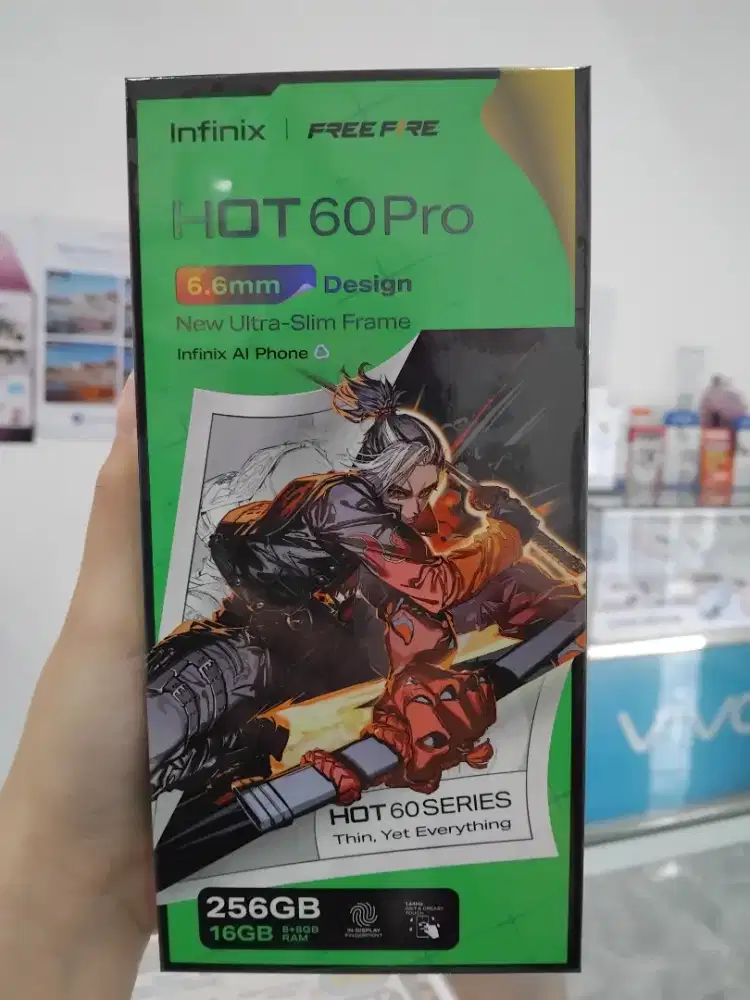 Infinix | FREE FIRE
HOT 60 Pro
6.6mm Design
New Ultra-Slim Frame
Infinix AI Phone
HOT 60 SERIES
Thin, Yet Everything
256GB
16GB 8+8GB
RAM
IN-DISPLAY
FINGERPRINT
TOUCH
vivo